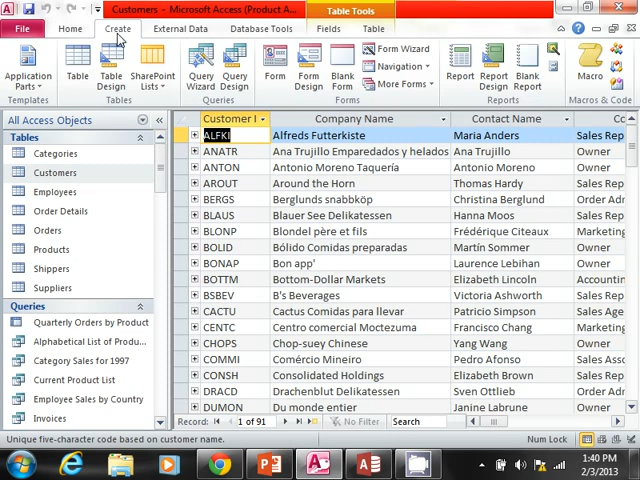 Customers - Microsoft Access (Product A...
Table Tools
File
Home
Create
External Data
Database Tools
Fields
Table
Application Parts
Table
Table Design
SharePoint Lists
Query Wizard
Query Design
Form
Form Design
Blank Form
Form Wizard
Navigation
More Forms
Report
Report Design
Blank Report
Macro
Templates
Tables
Queries
Forms
Reports
Macros & Code
All Access Objects
Tables
Categories
Customers
Employees
Order Details
Orders
Products
Shippers
Suppliers
Queries
Quarterly Orders by Product
Alphabetical List of Produ...
Category Sales for 1997
Current Product List
Employee Sales by Country
Invoices
Customer I
Company Name
Contact Name
Co
ALFKI Alfreds Futterkiste Maria Anders Sales Rep
ANATR Ana Trujillo Emparedados y helados Ana Trujillo Owner
ANTON Antonio Moreno Taquería Antonio Moreno Owner
AROUT Around the Horn Thomas Hardy Sales Rep
BERGS Berglunds snabbköp Christina Berglund Order Adr
BLAUS Blauer See Delikatessen Hanna Moos Sales Rep
BLONP Blondel père et fils Frédérique Citeaux Marketing
BOLID Bólido Comidas preparadas Martín Sommer Owner
BONAP Bon app' Laurence Lebihan Owner
BOTTM Bottom-Dollar Markets Elizabeth Lincoln Accountin
BSBEV B's Beverages Victoria Ashworth Sales Rep
CACTU Cactus Comidas para llevar Patricio Simpson Sales Age
CENTC Centro comercial Moctezuma Francisco Chang Marketing
CHOPS Chop-suey Chinese Yang Wang Owner
COMMI Comércio Mineiro Pedro Afonso Sales Asso
CONSH Consolidated Holdings Elizabeth Brown Sales Rep
DRACD Drachenblut Delikatessen Sven Ottlieb Order Adr
DUMON Du monde entier Janine Labrune Owner
Record: 1 of 91 No Filter Search
Unique five-character code based on customer name.
Num Lock
1:40 PM
2/3/2013